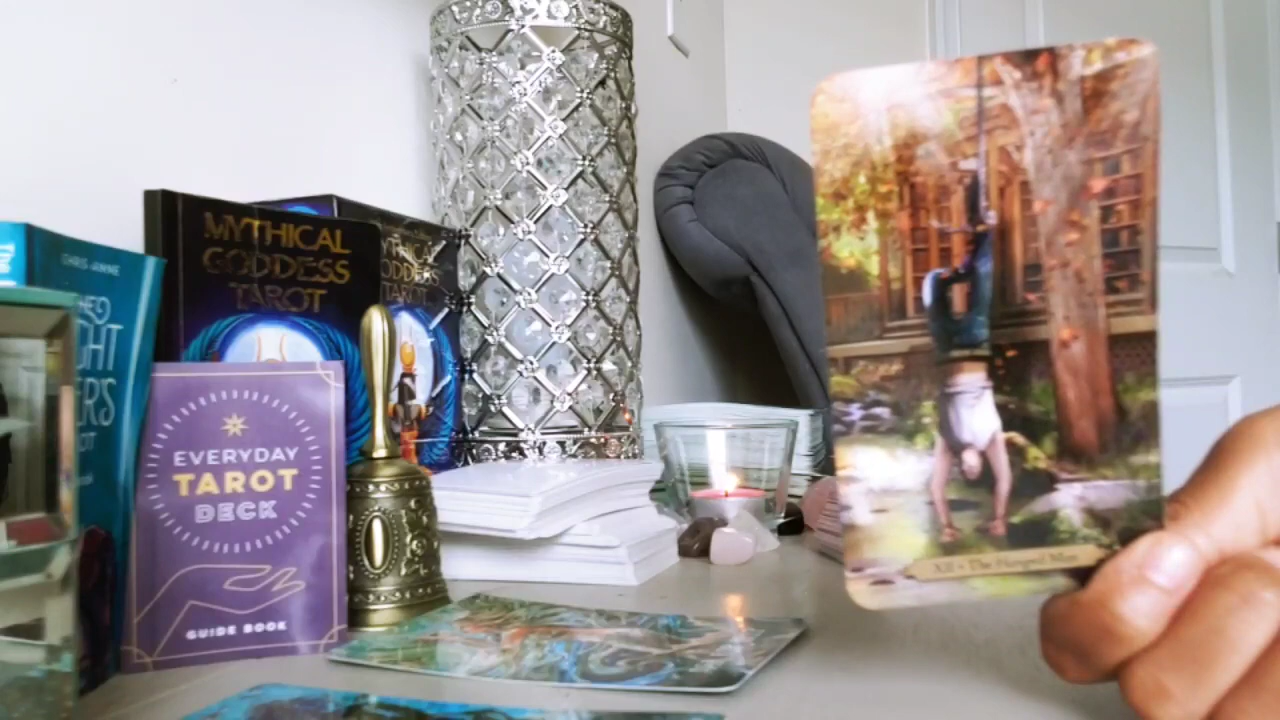 CHRIS-ANNE
MYTHICAL
GODDESS
TAROT
MYTHICAL
GODDESS
TAROT
EVERYDAY
TAROT
DECK
GUIDE BOOK
XII • The Hanged Man